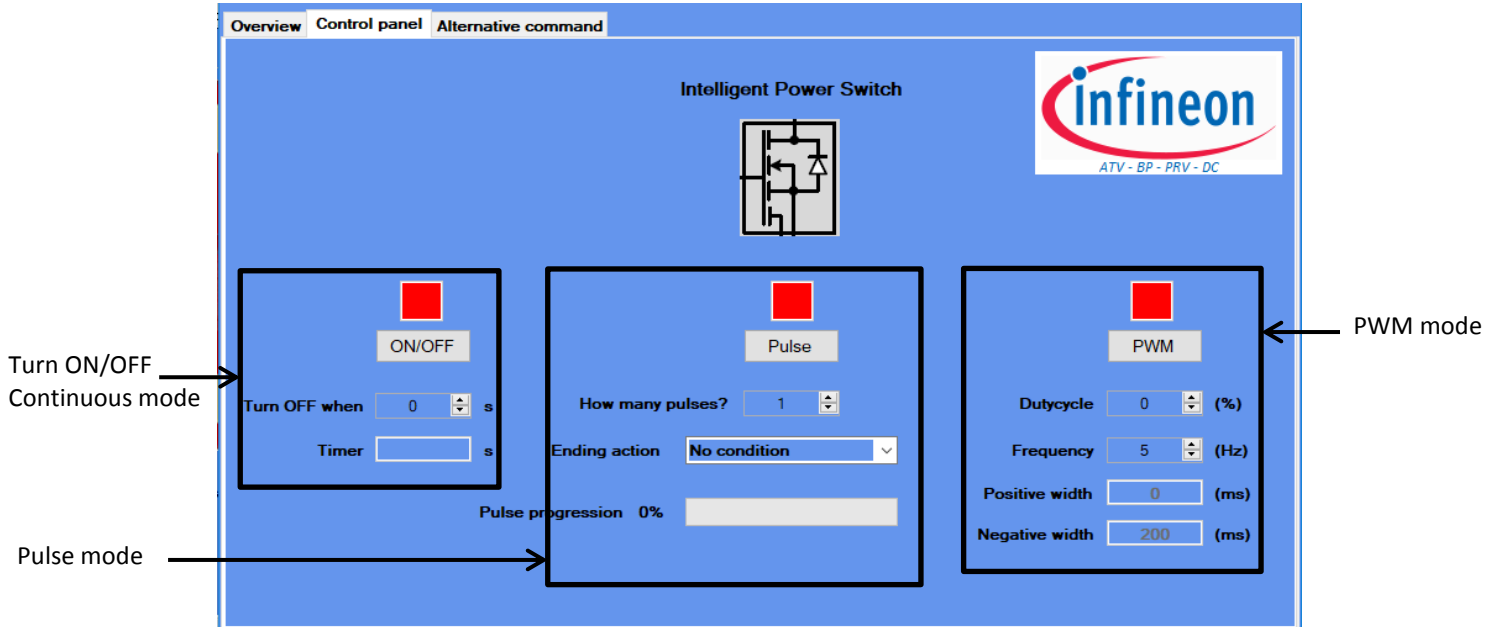 Overview Control panel Alternative command
Intelligent Power Switch
infineon
ATV - BP - PRV - DC
Turn ON/OFF
Continuous mode
ON/OFF
Turn OFF when 0 s
Timer s
Pulse mode
Pulse
How many pulses? 1
Ending action No condition
Pulse progression 0%
PWM mode
PWM
Dutycycle 0 (%)
Frequency 5 (Hz)
Positive width 0 (ms)
Negative width 200 (ms)